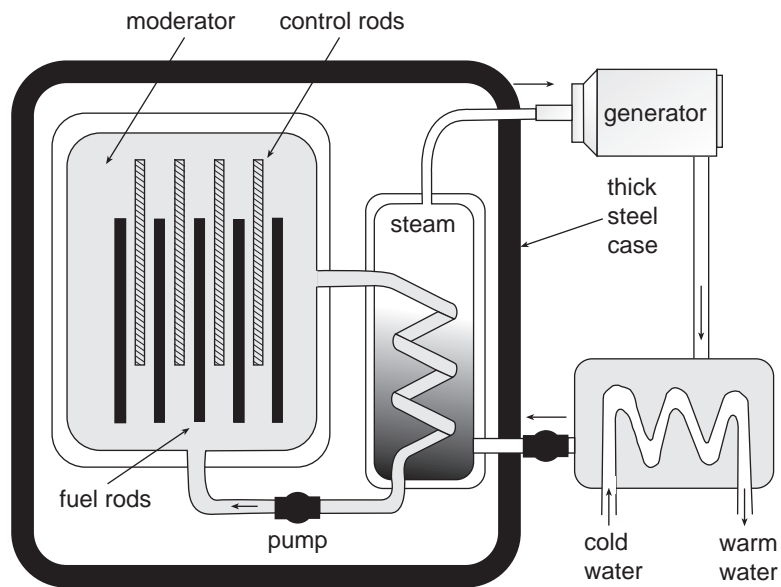 moderator
control rods
generator
thick
steel
case
steam
fuel rods
pump
cold
water
warm
water